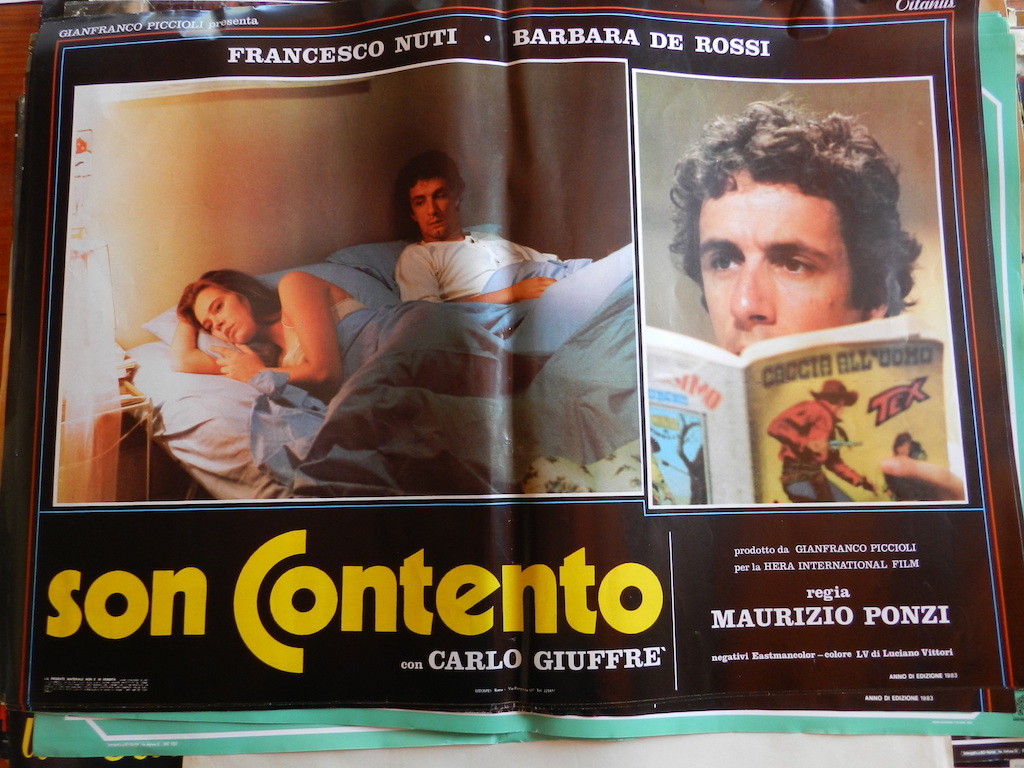 GIANFRANCO PICCIOLI presenta
Titanus
FRANCESCO NUTI • BARBARA DE ROSSI
CACCIA ALL'UOMO
TEX
son Contento
con CARLO GIUFFRE'
prodotto da GIANFRANCO PICCIOLI
per la HERA INTERNATIONAL FILM
regia
MAURIZIO PONZI
negativi Eastmancolor – colore LV di Luciano Vittori
ANNO DI EDIZIONE 1983
ANNO DI EDIZIONE 1983